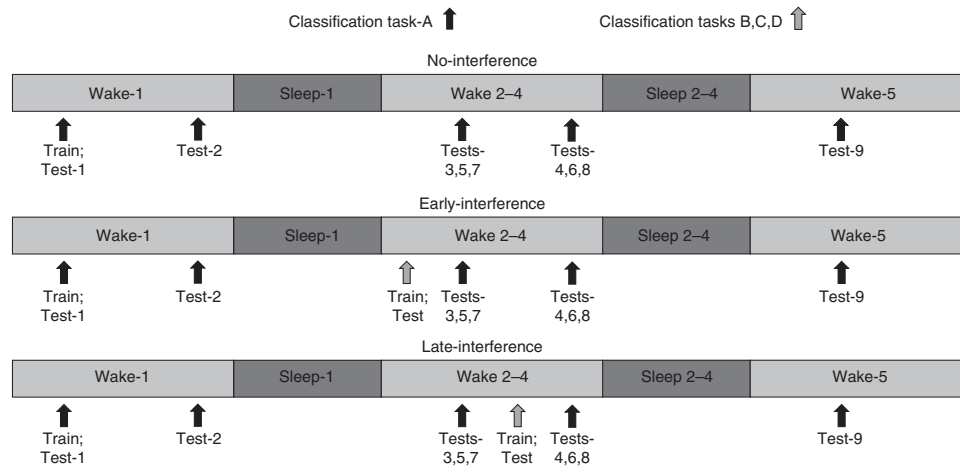 Classification task-A Classification tasks B,C,D
No-interference
Wake-1 Sleep-1 Wake 2–4 Sleep 2–4 Wake-5
Train; Test-2 Tests- Tests- Test-9
Test-1 3,5,7 4,6,8
Early-interference
Wake-1 Sleep-1 Wake 2–4 Sleep 2–4 Wake-5
Train; Test-2 Train; Tests- Tests- Test-9
Test-1 Test 3,5,7 4,6,8
Late-interference
Wake-1 Sleep-1 Wake 2–4 Sleep 2–4 Wake-5
Train; Test-2 Tests- Train; Tests- Test-9
Test-1 3,5,7 Test 4,6,8